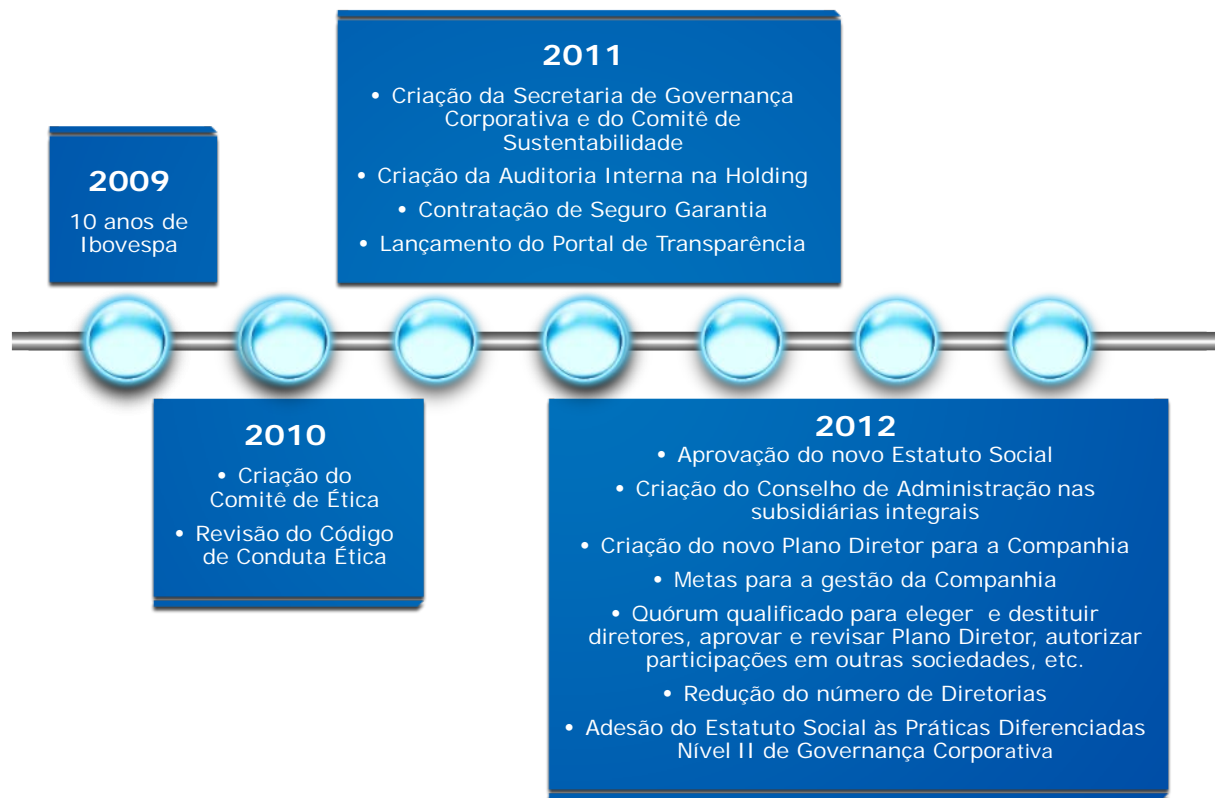 2009
10 anos de
Ibovespa
2010
• Criação do
Comitê de Ética
• Revisão do Código
de Conduta Ética
2011
• Criação da Secretaria de Governança
Corporativa e do Comitê de
Sustentabilidade
• Criação da Auditoria Interna na Holding
• Contratação de Seguro Garantia
• Lançamento do Portal de Transparência
2012
• Aprovação do novo Estatuto Social
• Criação do Conselho de Administração nas
subsidiárias integrais
• Criação do novo Plano Diretor para a Companhia
• Metas para a gestão da Companhia
• Quórum qualificado para eleger e destituir
diretores, aprovar e revisar Plano Diretor, autorizar
participações em outras sociedades, etc.
• Redução do número de Diretorias
• Adesão do Estatuto Social às Práticas Diferenciadas
Nível II de Governança Corporativa